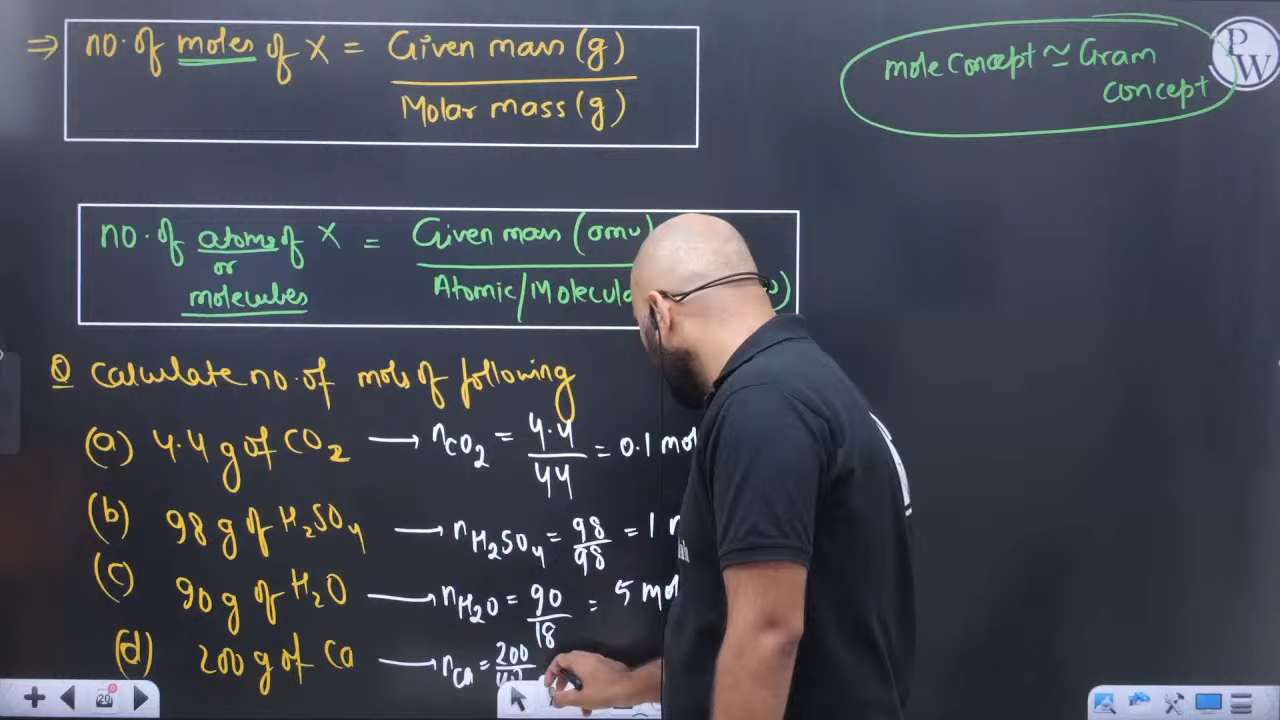 ⇒ no. of moles of X = Given mass (g)
Molar mass (g)
mole concept ≃ Gram
concept
PW
no. of atoms of X = Given mass (amu)
or
molecules
Atomic/Molecula
Q Calculate no. of mols of following
(a) 4.4 g of CO2 → nCO2 = 4.4/44 = 0.1 mol
(b) 98 g of H2SO4 → nH2SO4 = 98/98 = 1
(c) 90 g of H2O → nH2O = 90/18 = 5 mol
(d) 200 g of Ca → nCa = 200
20